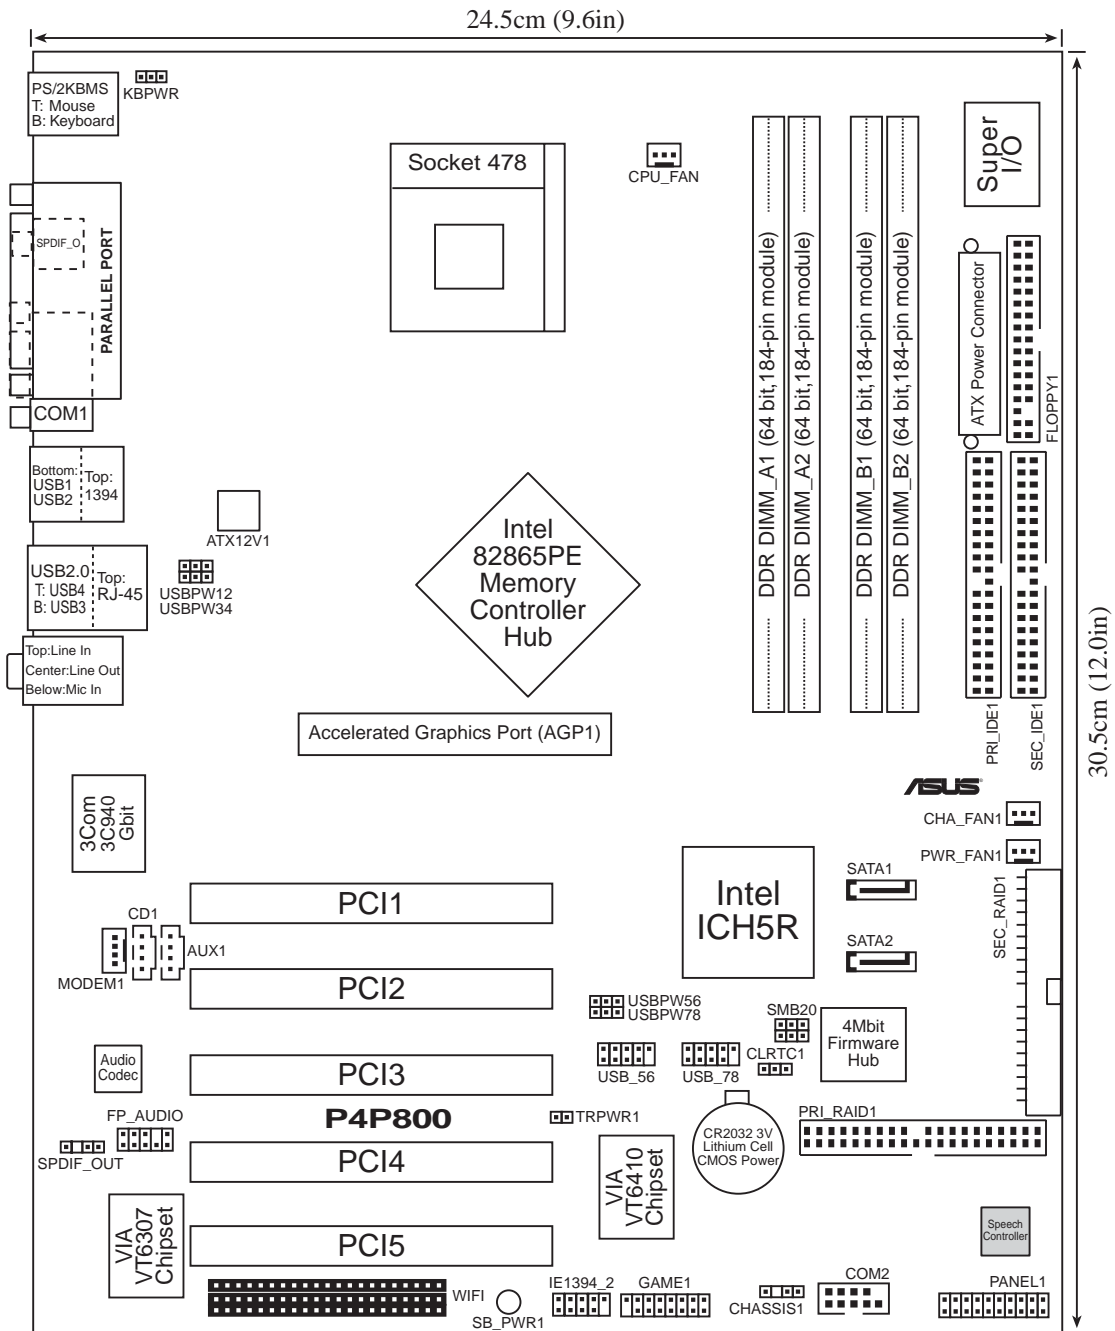 24.5cm (9.6in)
PS/2KBMS
T: Mouse
B: Keyboard
KBPWR
Socket 478
CPU_FAN
Super
I/O
SPDIF_O
PARALLEL PORT
COM1
DDR DIMM_A1 (64 bit,184-pin module)
DDR DIMM_A2 (64 bit,184-pin module)
DDR DIMM_B1 (64 bit,184-pin module)
DDR DIMM_B2 (64 bit,184-pin module)
ATX Power Connector
FLOPPY1
Bottom:
USB1
USB2
Top:
1394
ATX12V1
USB2.0
T: USB4
B: USB3
Top:
RJ-45
USBPW12
USBPW34
Intel
82865PE
Memory
Controller
Hub
Top:Line In
Center:Line Out
Below:Mic In
Accelerated Graphics Port (AGP1)
PRI_IDE1
SEC_IDE1
30.5cm (12.0in)
3Com
3C940
Gbit
ASUS
CHA_FAN1
PWR_FAN1
PCI1
Intel
ICH5R
SATA1
SATA2
SEC_RAID1
CD1
AUX1
MODEM1
PCI2
USBPW56
USBPW78
SMB20
4Mbit
Firmware
Hub
CLRTC1
USB_56
USB_78
Audio
Codec
PCI3
P4P800
TRPWR1
FP_AUDIO
SPDIF_OUT
PCI4
CR2032 3V
Lithium Cell
CMOS Power
PRI_RAID1
VIA
VT6410
Chipset
VIA
VT6307
Chipset
PCI5
Speech
Controller
WIFI
SB_PWR1
IE1394_2
GAME1
CHASSIS1
COM2
PANEL1